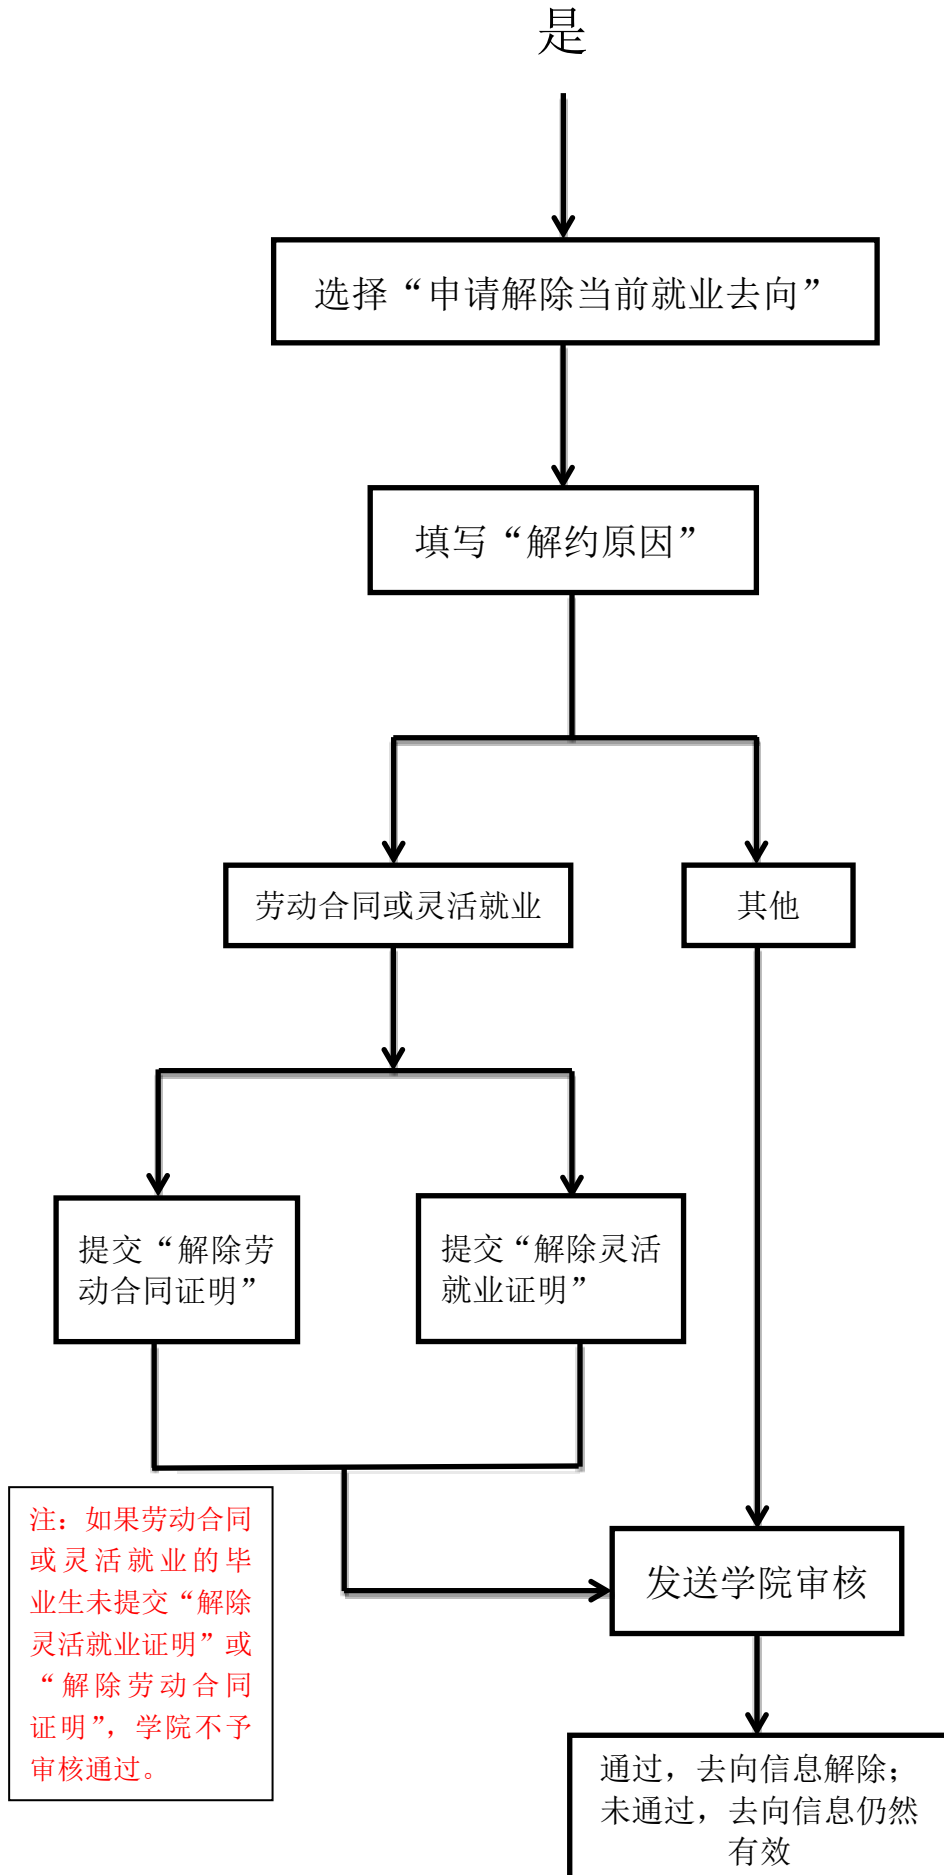 是
选择“申请解除当前就业去向”
填写“解约原因”
劳动合同或灵活就业
其他
提交“解除劳
动合同证明”
提交“解除灵活
就业证明”
注：如果劳动合同
或灵活就业的毕
业生未提交“解除
灵活就业证明”或
“解除劳动合同
证明”，学院不予
审核通过。
发送学院审核
通过，去向信息解除；
未通过，去向信息仍然
有效